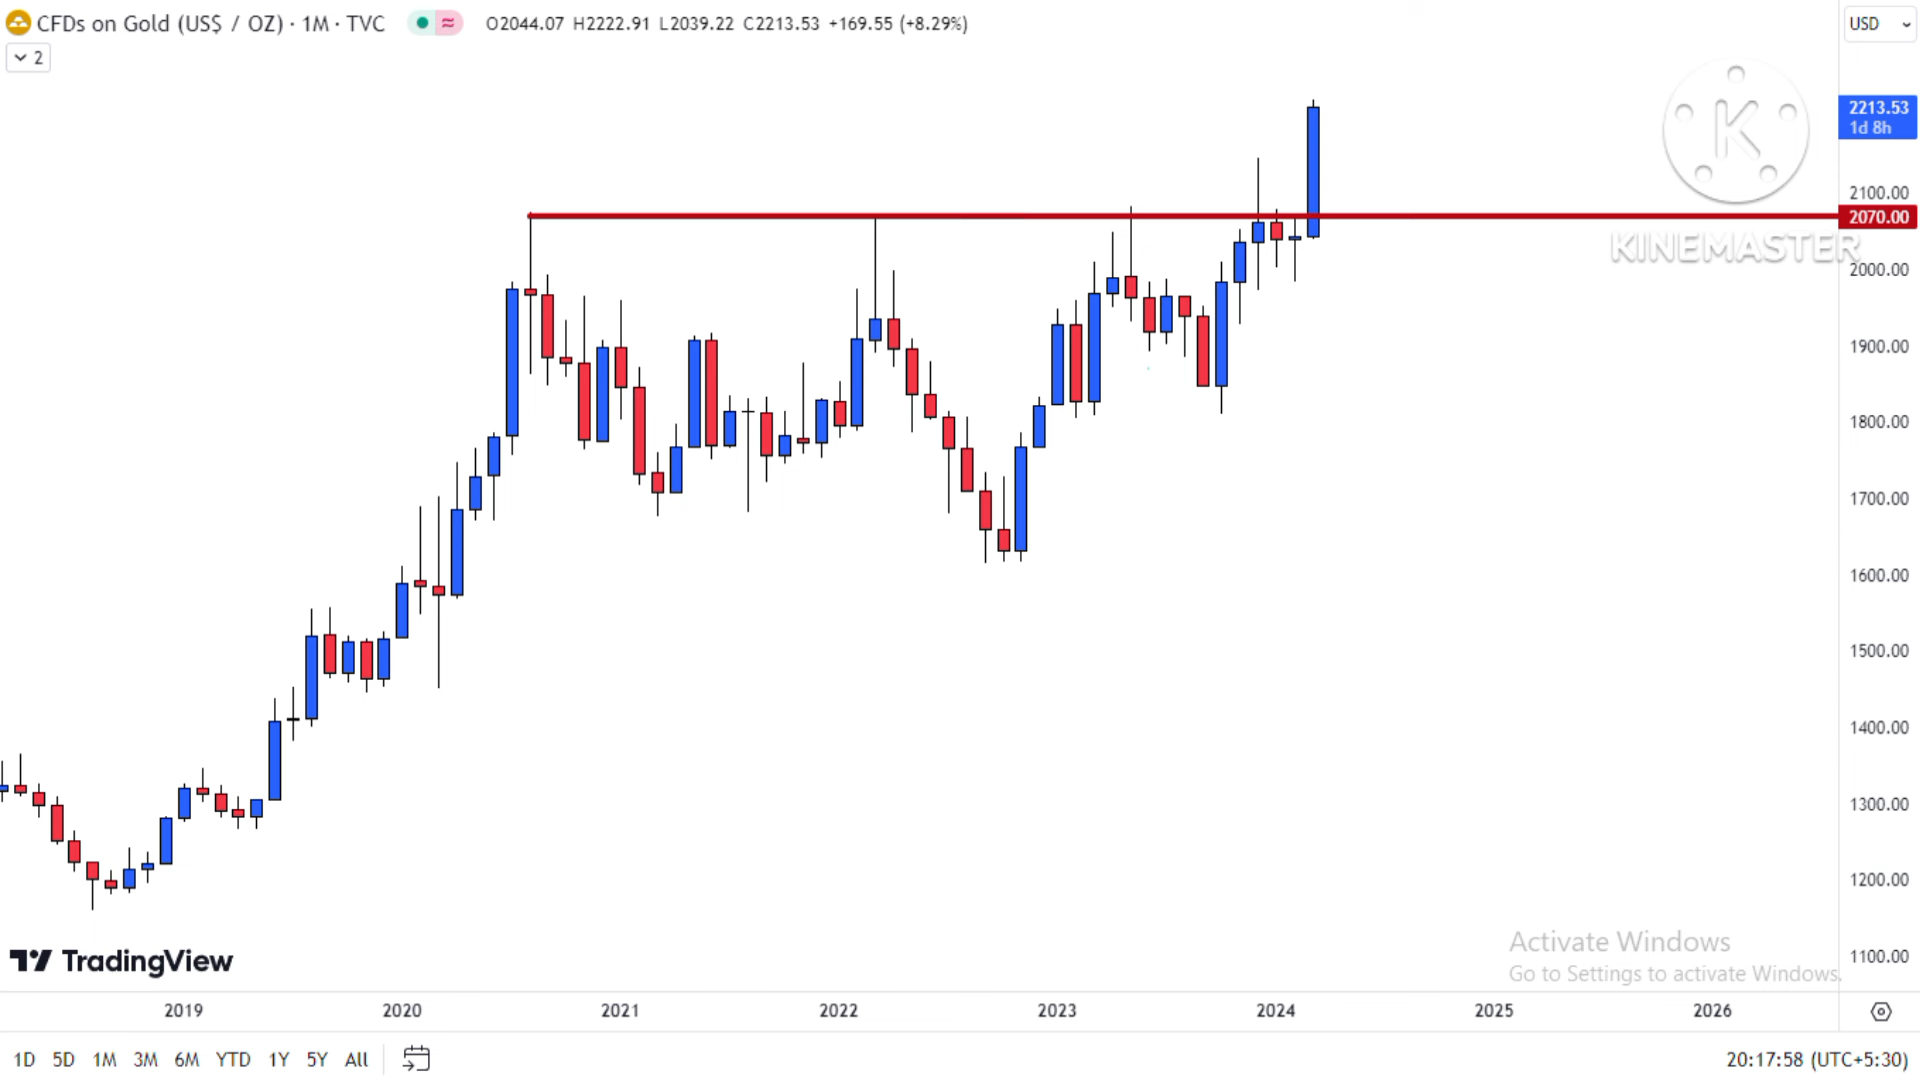 CFDs on Gold (US$ / OZ) · 1M · TVC
O2044.07 H2222.91 L2039.22 C2213.53 +169.55 (+8.29%)
USD
2
2213.53
1d 8h
2100.00
2070.00
KINEMASTER
2000.00
1900.00
1800.00
1700.00
1600.00
1500.00
1400.00
1300.00
1200.00
1100.00
K
TradingView
Activate Windows
Go to Settings to activate Windows.
2019 2020 2021 2022 2023 2024 2025 2026
1D 5D 1M 3M 6M YTD 1Y 5Y All
20:17:58 (UTC+5:30)